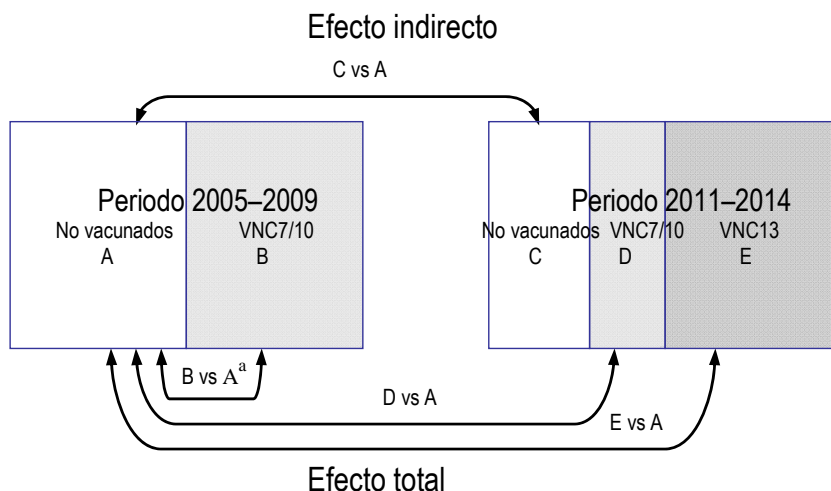 Efecto indirecto
C vs A
Periodo 2005–2009
Periodo 2011–2014
No vacunados VNC7/10
No vacunados VNC7/10 VNC13
A B
C D E
B vs Aª
D vs A
E vs A
Efecto total